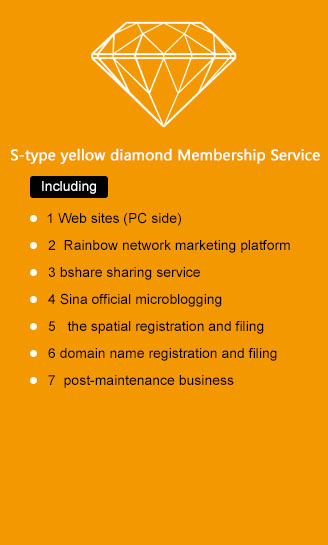 S-type yellow diamond Membership Service
Including
1 Web sites (PC side)
2 Rainbow network marketing platform
3 bshare sharing service
4 Sina official microblogging
5 the spatial registration and filing
6 domain name registration and filing
7 post-maintenance business